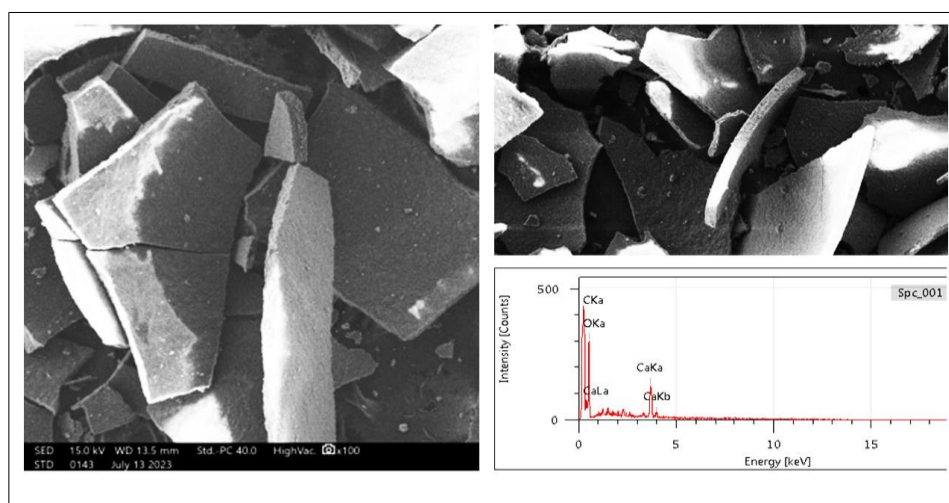 SED 15.0 kV WD 13.5 mm Std.-PC 40.0 HighVac. x100
STD 0143 July 13 2023
Spc_001
500
CKa
OKa
CaKa
CaLa
CaKb
0
Intensity [Counts]
0 5 10 15
Energy [keV]